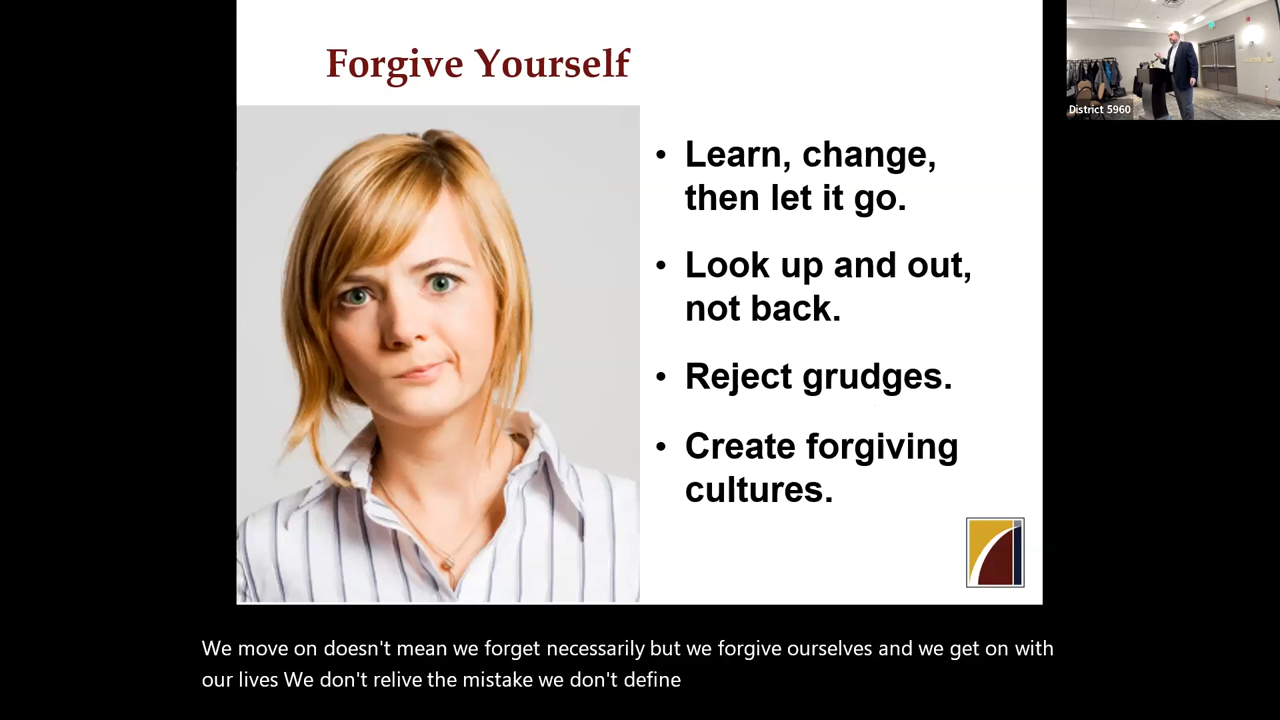 Forgive Yourself
• Learn, change,
then let it go.
• Look up and out,
not back.
• Reject grudges.
• Create forgiving
cultures.
District 5960
We move on doesn't mean we forget necessarily but we forgive ourselves and we get on with
our lives We don't relive the mistake we don't define